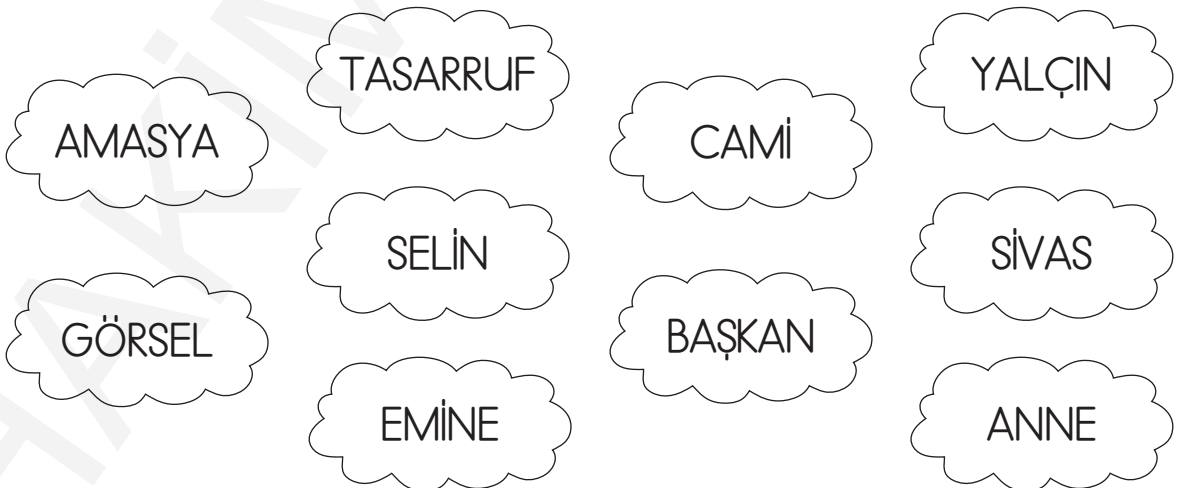 TASARRUF
YALÇIN
AMASYA
CAMİ
SELİN
SİVAS
GÖRSEL
BAŞKAN
EMİNE
ANNE